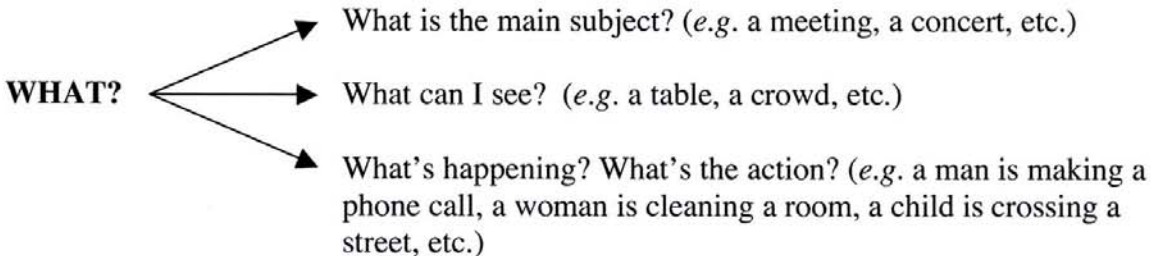 What is the main subject? (e.g. a meeting, a concert, etc.)
WHAT?
What can I see? (e.g. a table, a crowd, etc.)
What's happening? What's the action? (e.g. a man is making a
phone call, a woman is cleaning a room, a child is crossing a
street, etc.)